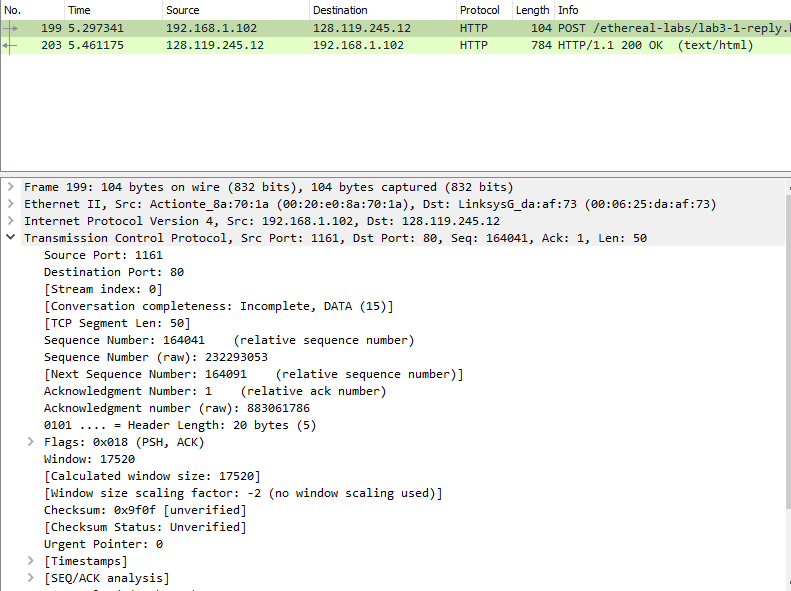 No. Time Source Destination Protocol Length Info
199 5.297341 192.168.1.102 128.119.245.12 HTTP 104 POST /ethereal-labs/lab3-1-reply.
203 5.461175 128.119.245.12 192.168.1.102 HTTP 784 HTTP/1.1 200 OK (text/html)
Frame 199: 104 bytes on wire (832 bits), 104 bytes captured (832 bits)
Ethernet II, Src: Actionte_8a:70:1a (00:20:e0:8a:70:1a), Dst: LinksysG_da:af:73 (00:06:25:da:af:73)
Internet Protocol Version 4, Src: 192.168.1.102, Dst: 128.119.245.12
Transmission Control Protocol, Src Port: 1161, Dst Port: 80, Seq: 164041, Ack: 1, Len: 50
Source Port: 1161
Destination Port: 80
[Stream index: 0]
[Conversation completeness: Incomplete, DATA (15)]
[TCP Segment Len: 50]
Sequence Number: 164041 (relative sequence number)
Sequence Number (raw): 232293053
[Next Sequence Number: 164091 (relative sequence number)]
Acknowledgment Number: 1 (relative ack number)
Acknowledgment number (raw): 883061786
0101 .... = Header Length: 20 bytes (5)
Flags: 0x018 (PSH, ACK)
Window: 17520
[Calculated window size: 17520]
[Window size scaling factor: -2 (no window scaling used)]
Checksum: 0x9f0f [unverified]
[Checksum Status: Unverified]
Urgent Pointer: 0
[Timestamps]
[SEQ/ACK analysis]